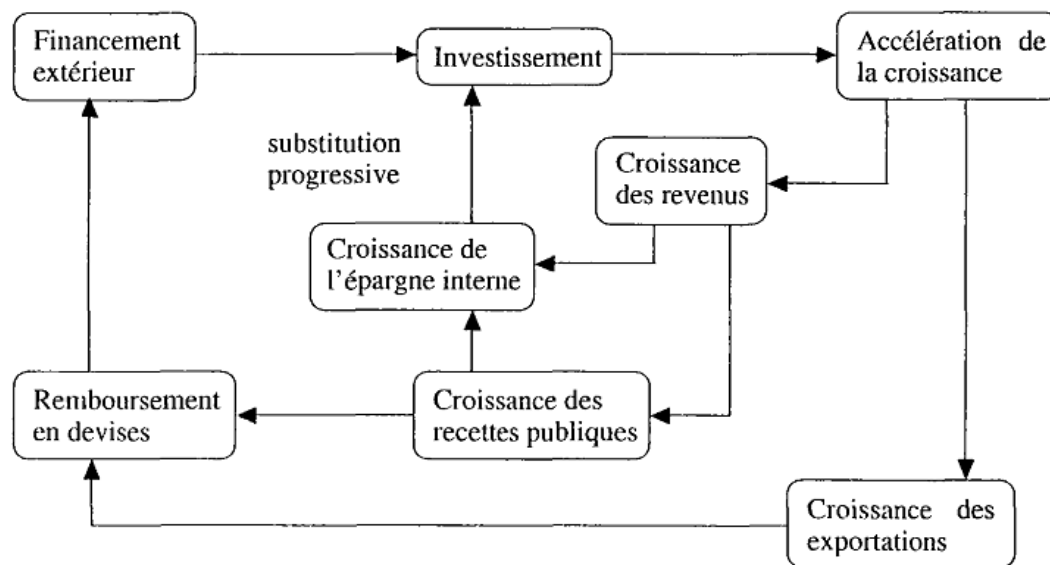 Financement
extérieur
Investissement
Accélération de
la croissance
substitution
progressive
Croissance
des revenus
Croissance de
l'épargne interne
Remboursement
en devises
Croissance des
recettes publiques
Croissance des
exportations